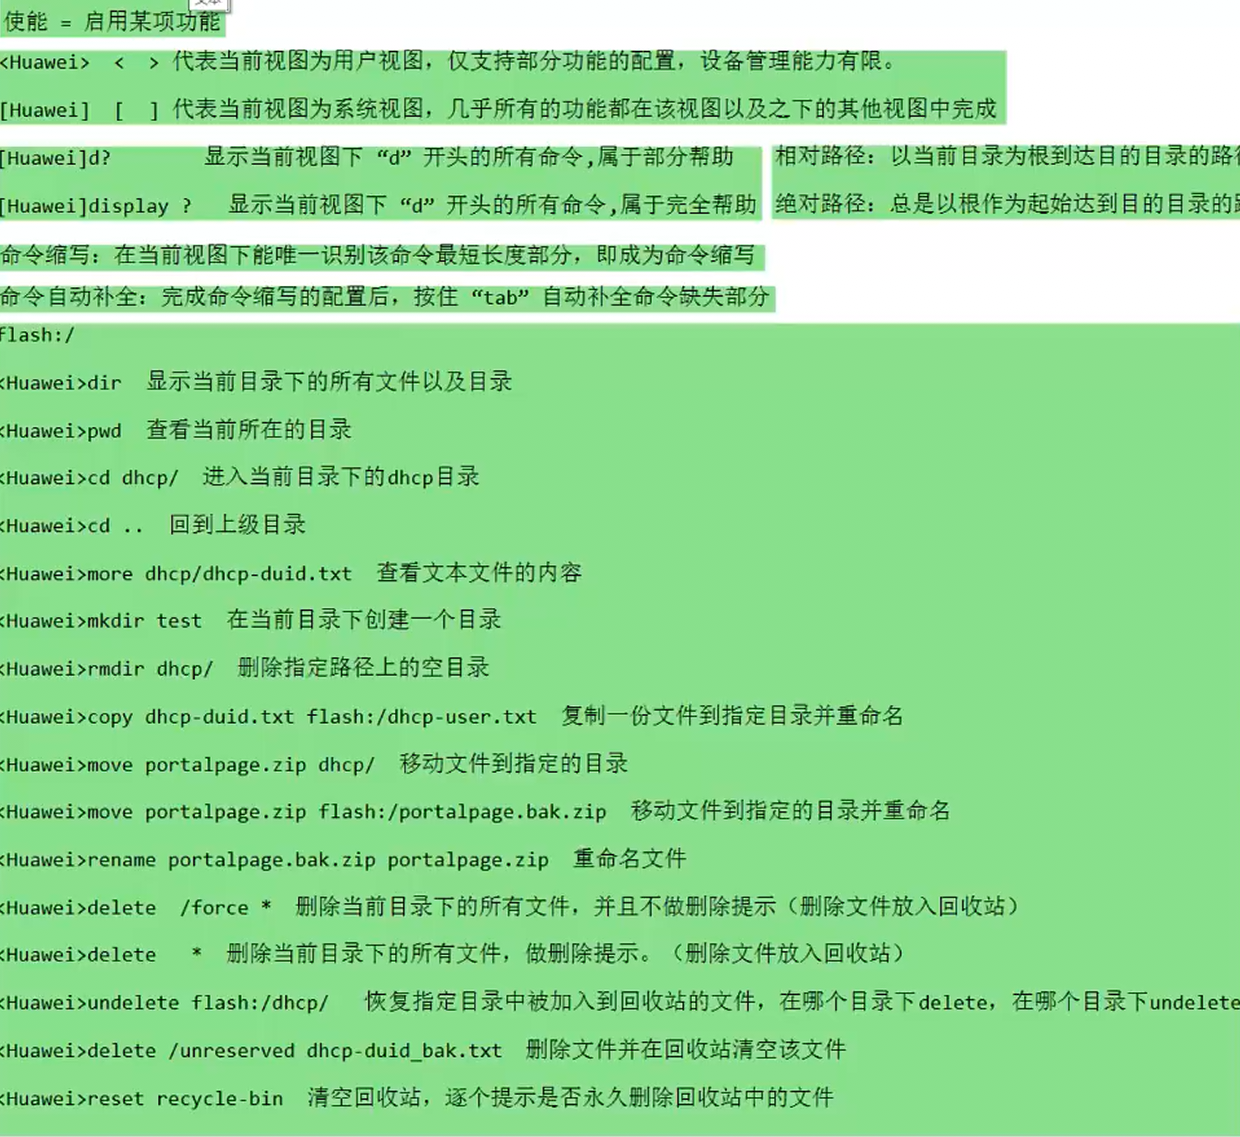 使能 = 启用某项功能
<Huawei> < > 代表当前视图为用户视图，仅支持部分功能的配置，设备管理能力有限。
[Huawei] [ ] 代表当前视图为系统视图，几乎所有的功能都在该视图以及之下的其他视图中完成
[Huawei]d? 显示当前视图下 “d” 开头的所有命令,属于部分帮助
[Huawei]display ? 显示当前视图下 “d” 开头的所有命令,属于完全帮助
相对路径：以当前目录为根到达目的目录的路径
绝对路径：总是以根作为起始达到目的目录的路
命令缩写：在当前视图下能唯一识别该命令最短长度部分，即成为命令缩写
命令自动补全：完成命令缩写的配置后，按住 “tab” 自动补全命令缺失部分
flash:/
<Huawei>dir 显示当前目录下的所有文件以及目录
<Huawei>pwd 查看当前所在的目录
<Huawei>cd dhcp/ 进入当前目录下的dhcp目录
<Huawei>cd .. 回到上级目录
<Huawei>more dhcp/dhcp-duid.txt 查看文本文件的内容
<Huawei>mkdir test 在当前目录下创建一个目录
<Huawei>rmdir dhcp/ 删除指定路径上的空目录
<Huawei>copy dhcp-duid.txt flash:/dhcp-user.txt 复制一份文件到指定目录并重命名
<Huawei>move portalpage.zip dhcp/ 移动文件到指定的目录
<Huawei>move portalpage.zip flash:/portalpage.bak.zip 移动文件到指定的目录并重命名
<Huawei>rename portalpage.bak.zip portalpage.zip 重命名文件
<Huawei>delete /force * 删除当前目录下的所有文件，并且不做删除提示（删除文件放入回收站）
<Huawei>delete * 删除当前目录下的所有文件，做删除提示。（删除文件放入回收站）
<Huawei>undelete flash:/dhcp/ 恢复指定目录中被加入到回收站的文件，在哪个目录下delete，在哪个目录下undelete
<Huawei>delete /unreserved dhcp-duid_bak.txt 删除文件并在回收站清空该文件
<Huawei>reset recycle-bin 清空回收站，逐个提示是否永久删除回收站中的文件